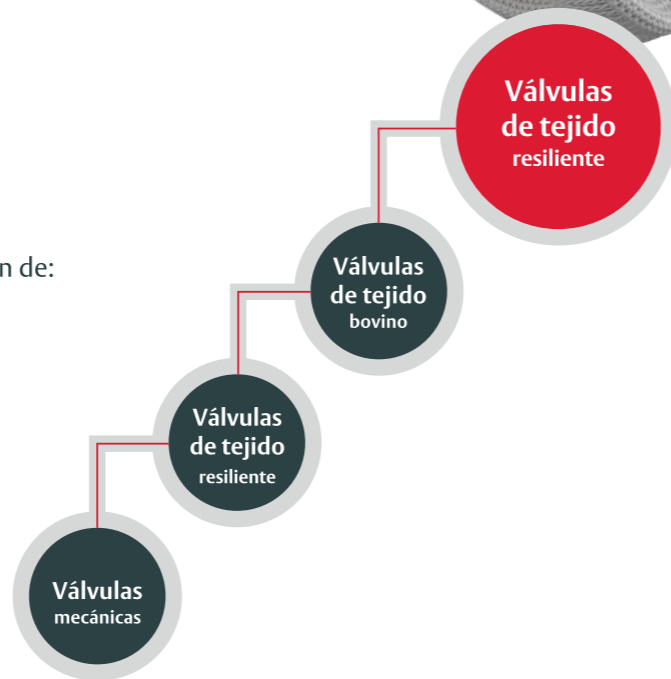 Válvulas
de tejido
resiliente
n de:
Válvulas
de tejido
bovino
Válvulas
de tejido
resiliente
Válvulas
mecánicas